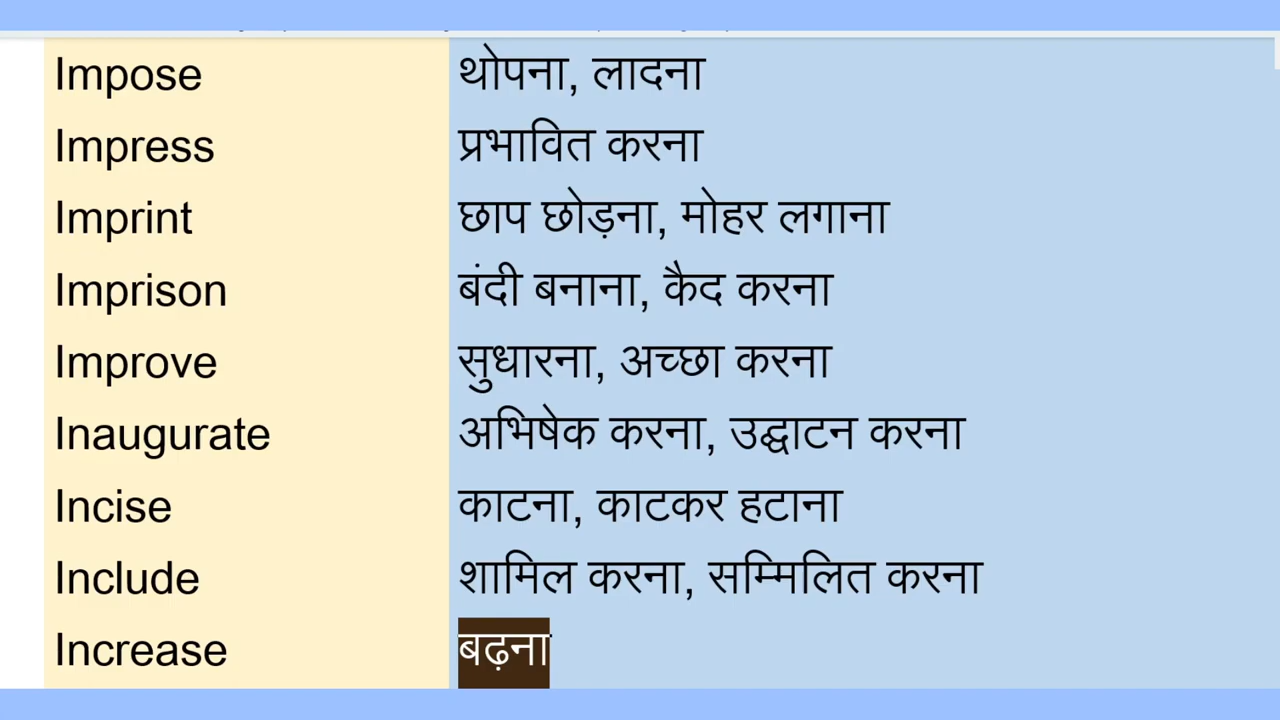 Impose थोपना, लादना
Impress प्रभावित करना
Imprint छाप छोड़ना, मोहर लगाना
Imprison बंदी बनाना, कैद करना
Improve सुधारना, अच्छा करना
Inaugurate अभिषेक करना, उद्घाटन करना
Incise काटना, काटकर हटाना
Include शामिल करना, सम्मिलित करना
Increase बढ़ना